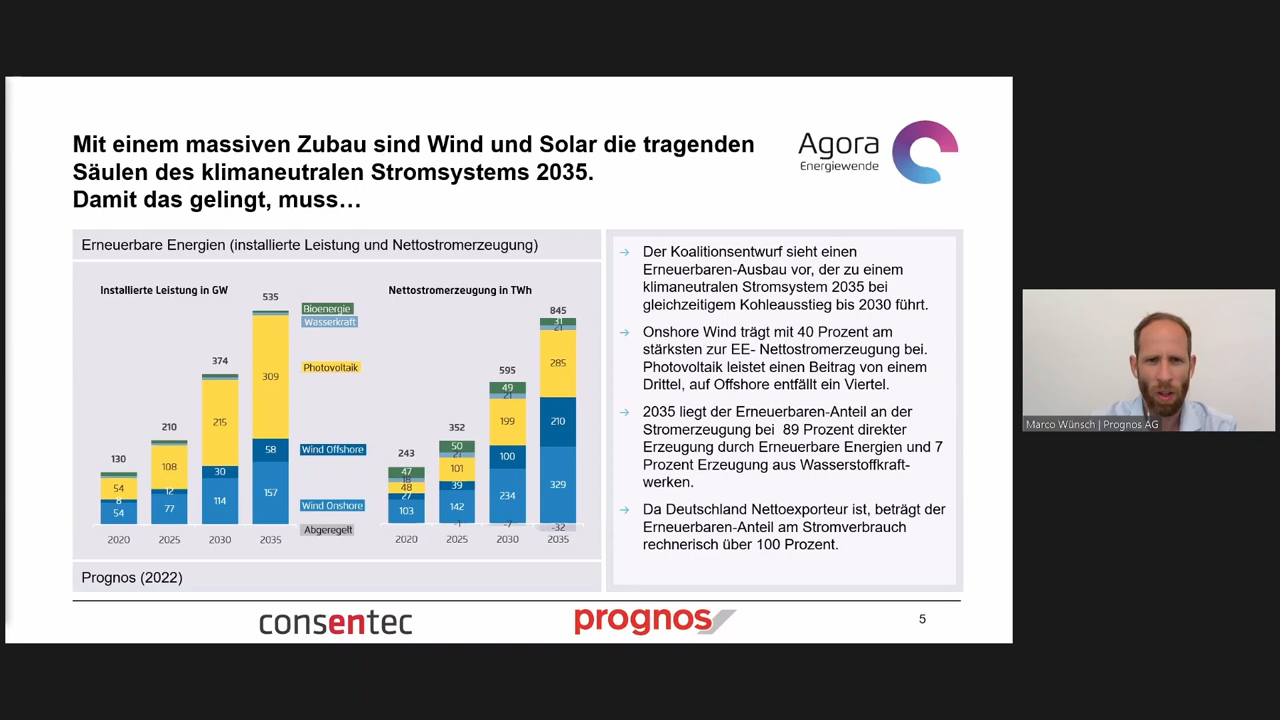 Mit einem massiven Zubau sind Wind und Solar die tragenden
Säulen des klimaneutralen Stromsystems 2035.
Damit das gelingt, muss…
Agora
Energiewende
Erneuerbare Energien (installierte Leistung und Nettostromerzeugung)
Installierte Leistung in GW
130
54
8
54
2020
210
108
12
77
2025
374
215
30
114
2030
535
309
58
157
2035
Bioenergie
Wasserkraft
Photovoltaik
Wind Offshore
Wind Onshore
Abgeregelt
Nettostromerzeugung in TWh
243
47
18
48
27
103
2020
352
50
21
101
39
142
-1
2025
595
49
21
199
100
234
-7
2030
845
31
21
285
210
329
-32
2035
Prognos (2022)
→ Der Koalitionsentwurf sieht einen
Erneuerbaren-Ausbau vor, der zu einem
klimaneutralen Stromsystem 2035 bei
gleichzeitigem Kohleausstieg bis 2030 führt.
→ Onshore Wind trägt mit 40 Prozent am
stärksten zur EE- Nettostromerzeugung bei.
Photovoltaik leistet einen Beitrag von einem
Drittel, auf Offshore entfällt ein Viertel.
→ 2035 liegt der Erneuerbaren-Anteil an der
Stromerzeugung bei 89 Prozent direkter
Erzeugung durch Erneuerbare Energien und 7
Prozent Erzeugung aus Wasserstoffkraft-
werken.
→ Da Deutschland Nettoexporteur ist, beträgt der
Erneuerbaren-Anteil am Stromverbrauch
rechnerisch über 100 Prozent.
consentec
prognos
5
Marco Wünsch | Prognos AG